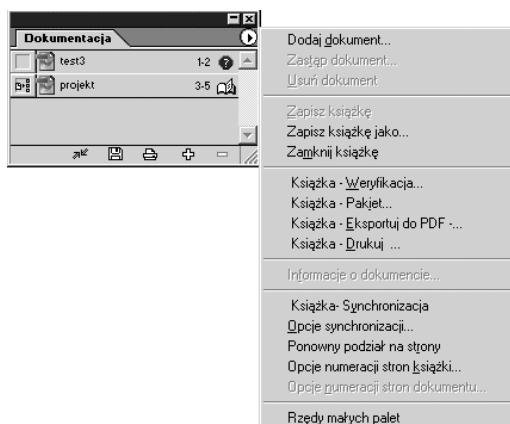 Dokumentacja
test3 1-2
projekt 3-5
Dodaj dokument...
Zastąp dokument...
Usuń dokument
Zapisz książkę
Zapisz książkę jako...
Zamknij książkę
Książka - Weryfikacja...
Książka - Pakiet...
Książka - Eksportuj do PDF -...
Książka - Drukuj ...
Informacje o dokumencie...
Książka- Synchronizacja
Opcje synchronizacji...
Ponowny podział na strony
Opcje numeracji stron książki...
Opcje numeracji stron dokumentu...
Rzędy małych palet